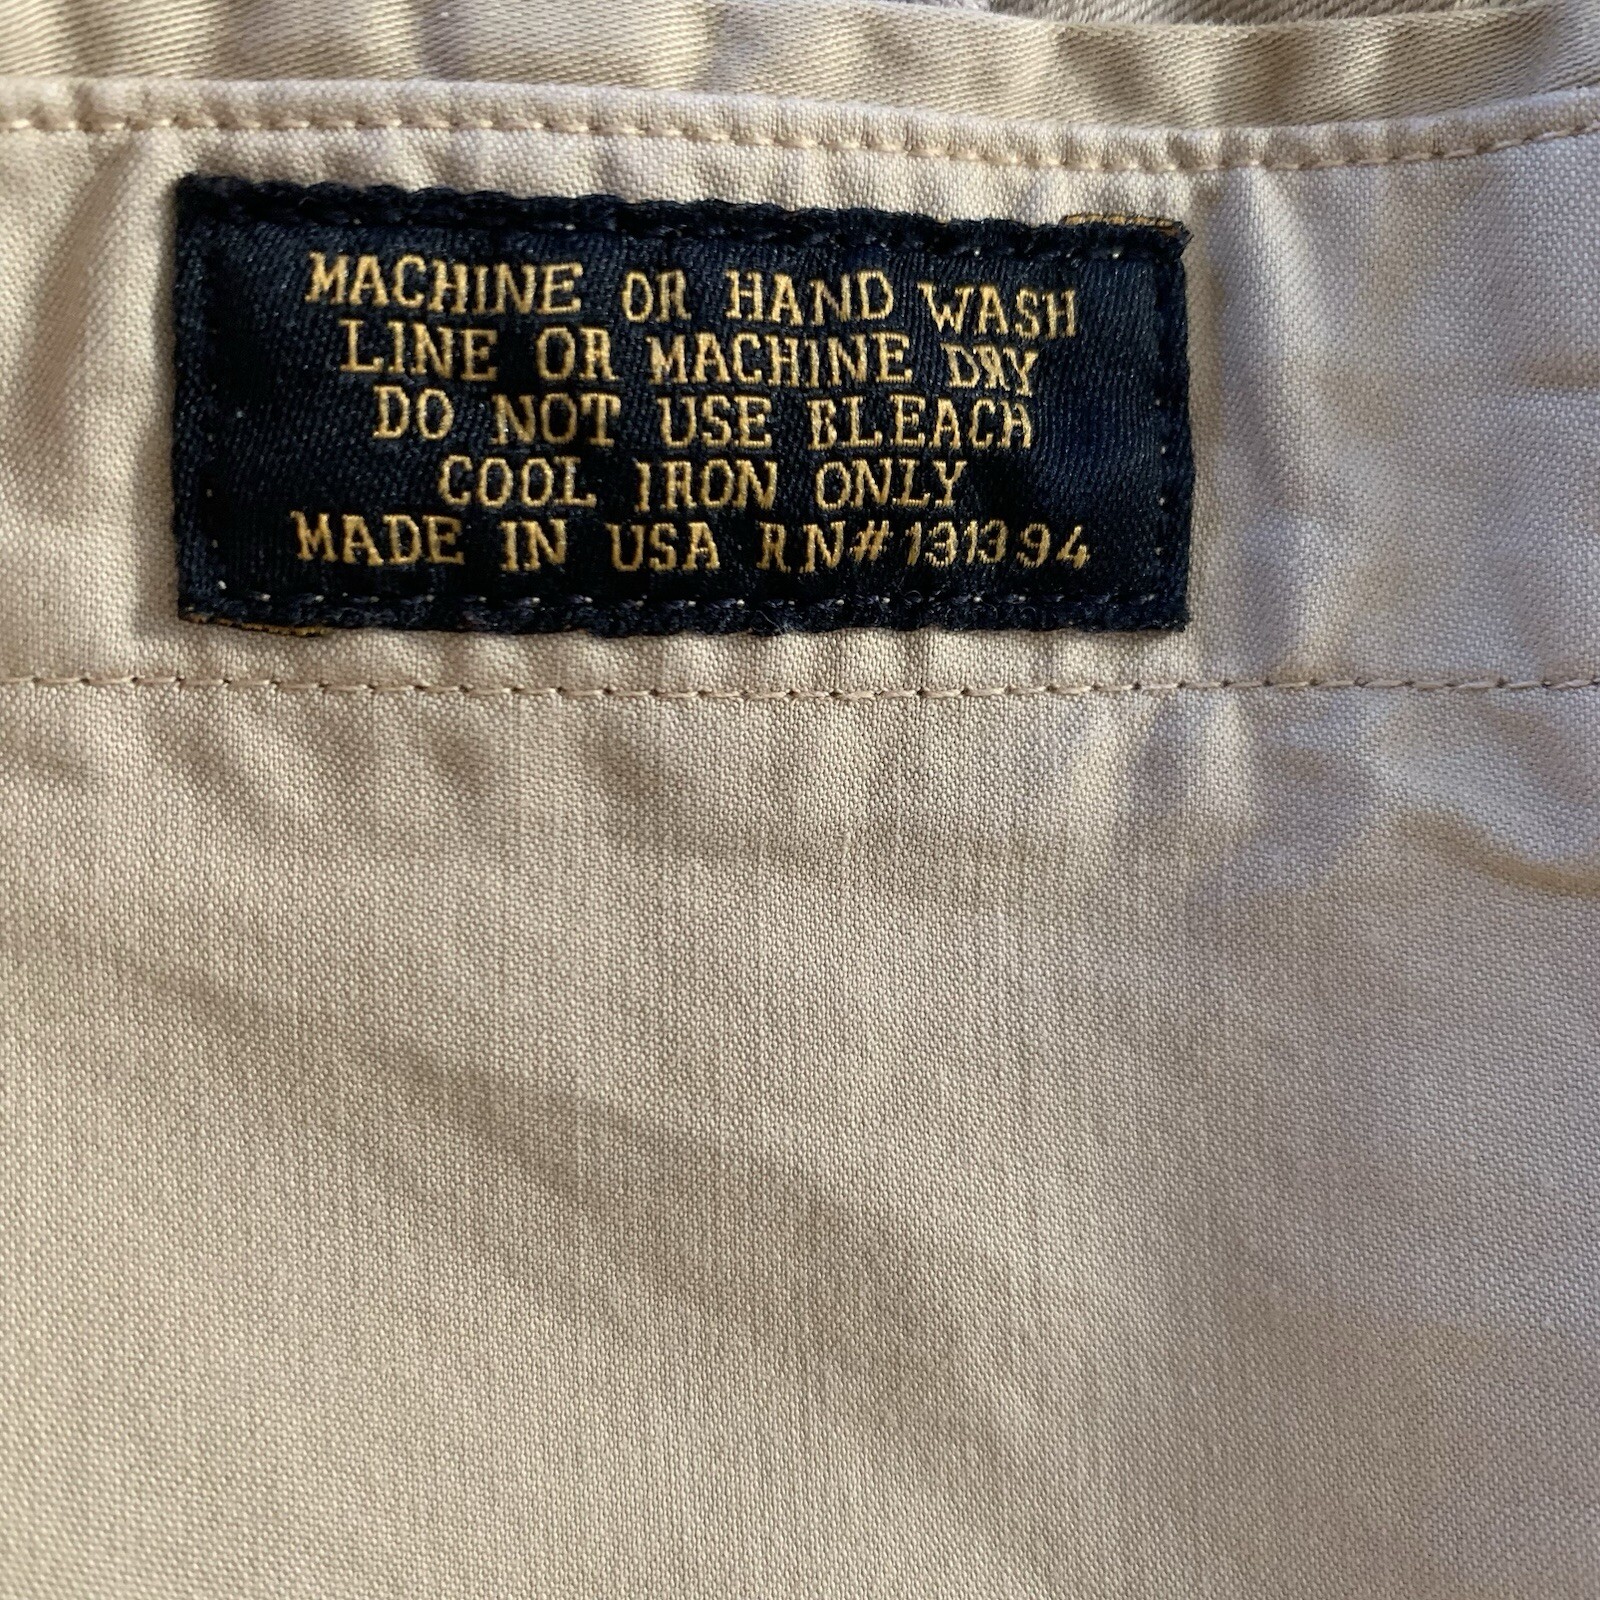 MACHINE OR HAND WASH
LINE OR MACHINE DRY
DO NOT USE BLEACH
COOL IRON ONLY
MADE IN USA RN#131394